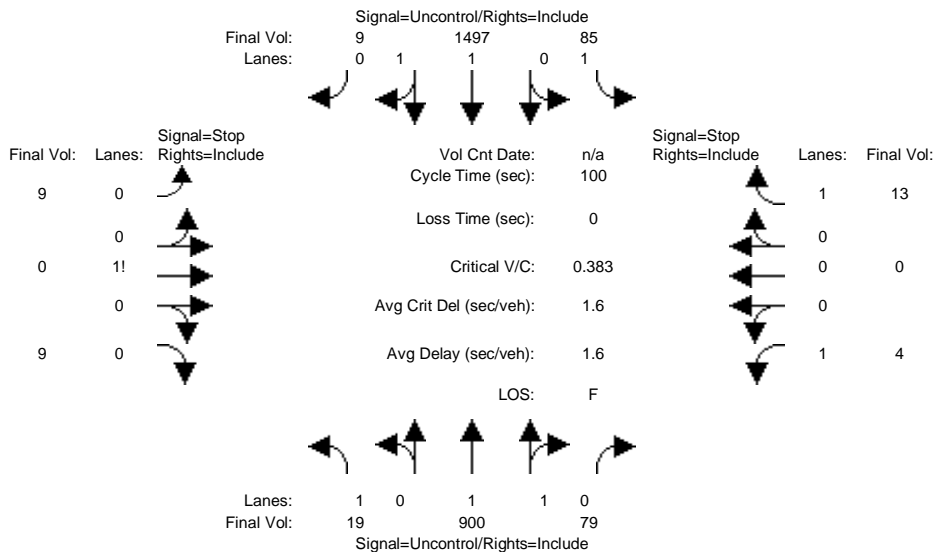 Signal=Uncontrol/Rights=Include
Final Vol: 9 1497 85
Lanes: 0 1 1 0 1
Signal=Stop Signal=Stop
Final Vol: Lanes: Rights=Include Vol Cnt Date: n/a Rights=Include Lanes: Final Vol:
Cycle Time (sec): 100
9 0 1 13
Loss Time (sec): 0
0 0
0 1! Critical V/C: 0.383 0 0
0 Avg Crit Del (sec/veh): 1.6 0
9 0 Avg Delay (sec/veh): 1.6 1 4
LOS: F
Lanes: 1 0 1 1 0
Final Vol: 19 900 79
Signal=Uncontrol/Rights=Include